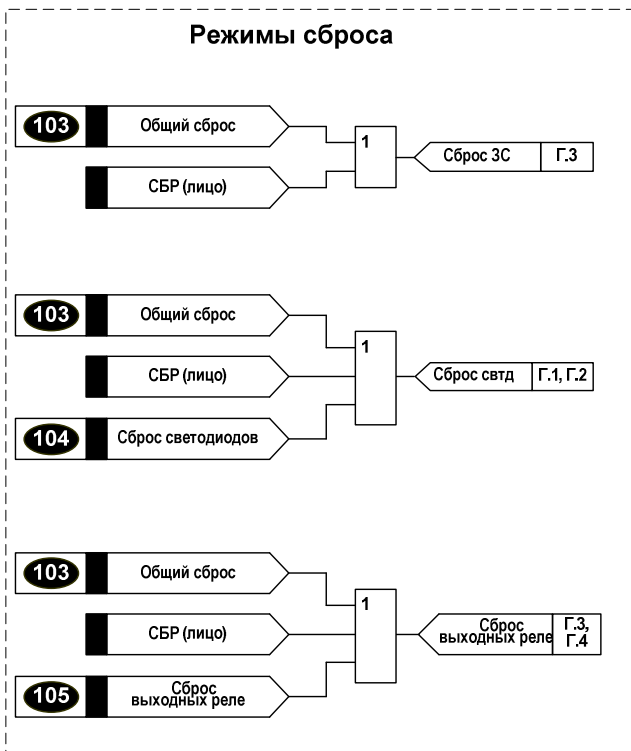 Режимы сброса
103 Общий сброс
1
СБР (лицо)
Сброс ЗС Г.3
103 Общий сброс
1
СБР (лицо)
Сброс свтд Г.1, Г.2
104 Сброс светодиодов
103 Общий сброс
1
СБР (лицо)
Сброс
выходных реле
Г.3,
Г.4
105 Сброс
выходных реле